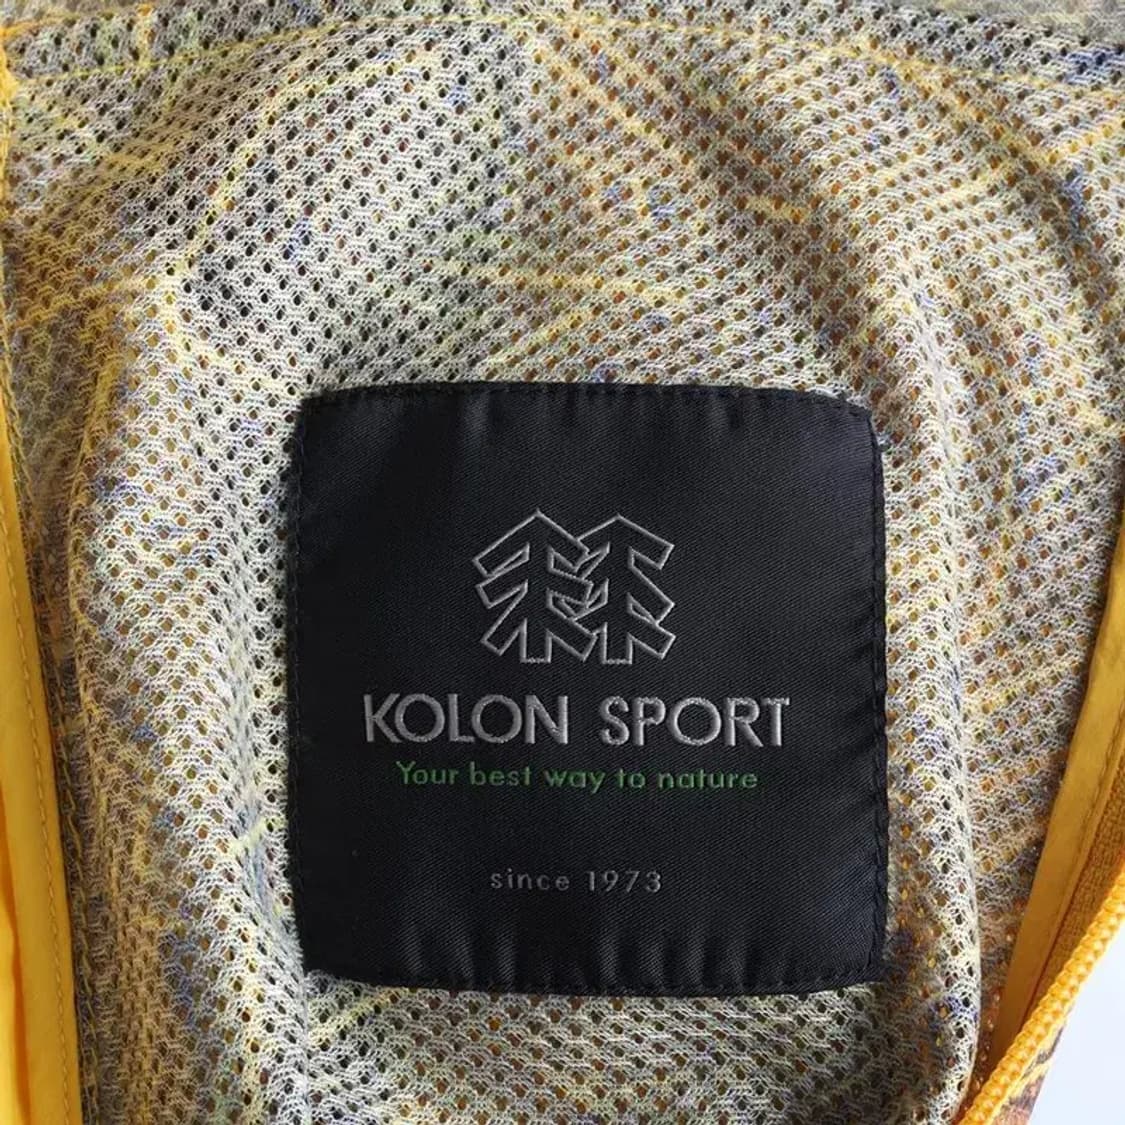 KOLON SPORT
Your best way to nature
since 1973